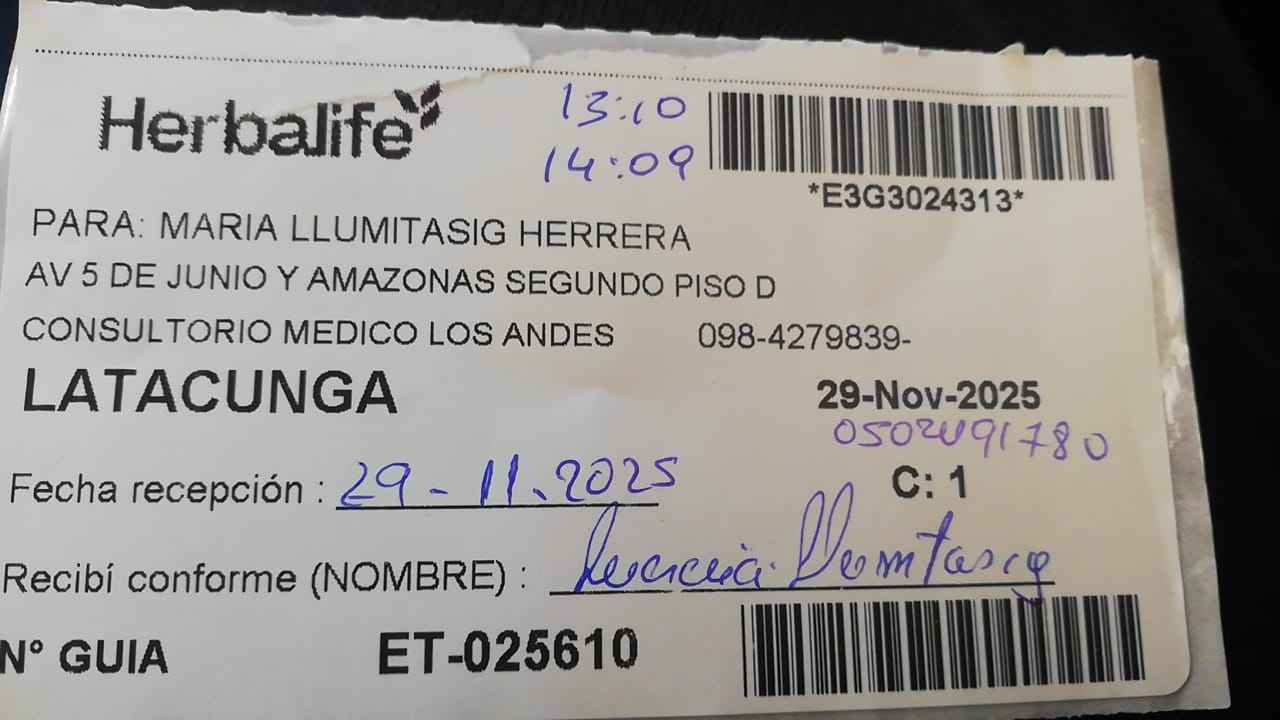 Herbalife
13:10
14:09
*E3G3024313*
PARA: MARIA LLUMITASIG HERRERA
AV 5 DE JUNIO Y AMAZONAS SEGUNDO PISO D
CONSULTORIO MEDICO LOS ANDES 098-4279839-
LATACUNGA 29-Nov-2025
0502491780
C: 1
Fecha recepción : 29-11.2025
Recibí conforme (NOMBRE) : Llumitasig
N° GUIA ET-025610